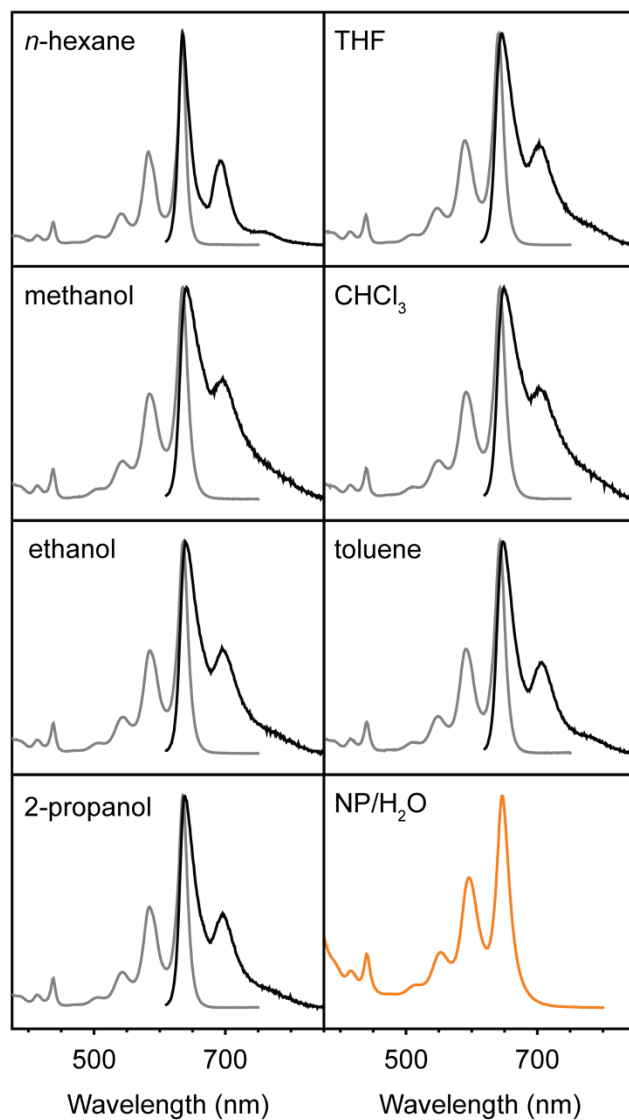 n-hexane
THF
methanol
CHCl₃
ethanol
toluene
2-propanol
NP/H₂O
500 700 500 700
Wavelength (nm) Wavelength (nm)